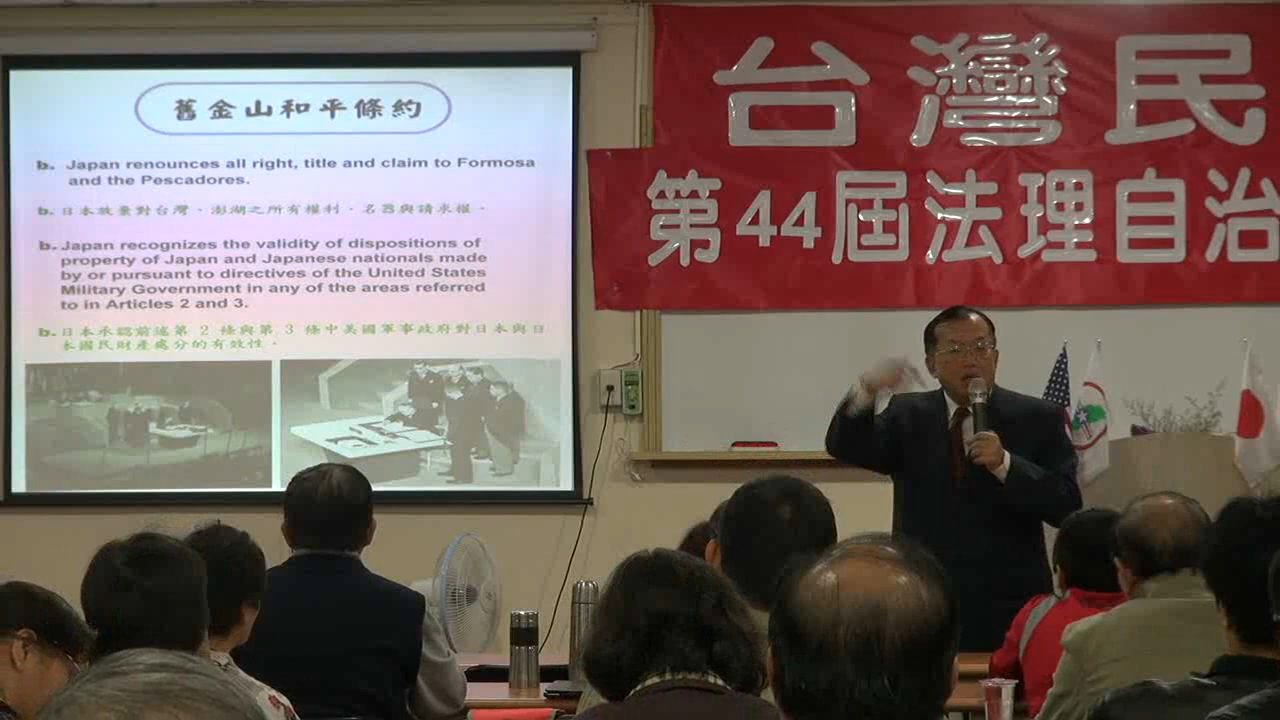 舊金山和平條約
b. Japan renounces all right, title and claim to Formosa
and the Pescadores.
b. 日本放棄對台灣、澎湖之所有權利、名器與請求權。
b. Japan recognizes the validity of dispositions of
property of Japan and Japanese nationals made
by or pursuant to directives of the United States
Military Government in any of the areas referred
to in Articles 2 and 3.
b. 日本承認前述第 2 條與第 3 條中美國軍事政府對日本與日
本國民財產處分的有效性。
台灣民
第44屆法理自治